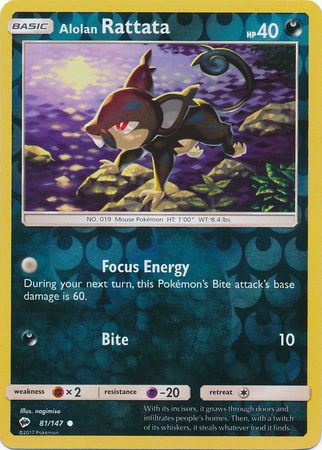 BASIC Alolan Rattata HP 40
NO. 019 Mouse Pokémon HT: 1'00" WT: 8.4 lbs.
Focus Energy
During your next turn, this Pokémon's Bite attack's base
damage is 60.
Bite 10
weakness × 2 resistance -20 retreat
Illus. nagimiso
81/147
©2017 Pokémon
With its incisors, it gnaws through doors and
infiltrates people's homes. Then, with a twitch
of its whiskers, it steals whatever food it finds.